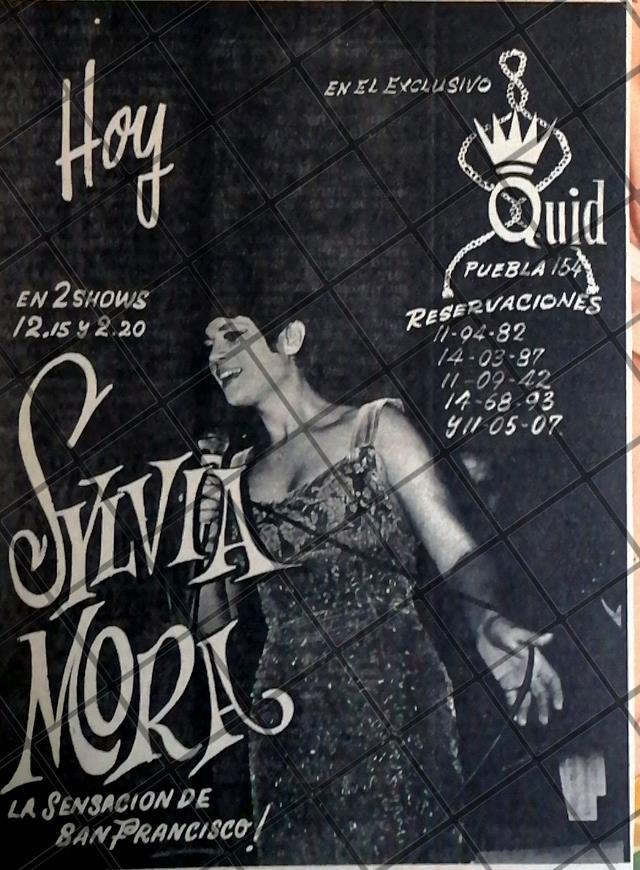 Hoy
EN EL EXCLUSIVO
Quid
PUEBLA 154
RESERVACIONES
11-94-82
14-03-87
11-09-42
14-68-93
Y 11-05-07.
EN 2 SHOWS
12.15 y 2.20
SYLVIA
MORA
LA SENSACION DE
SAN FRANCISCO!